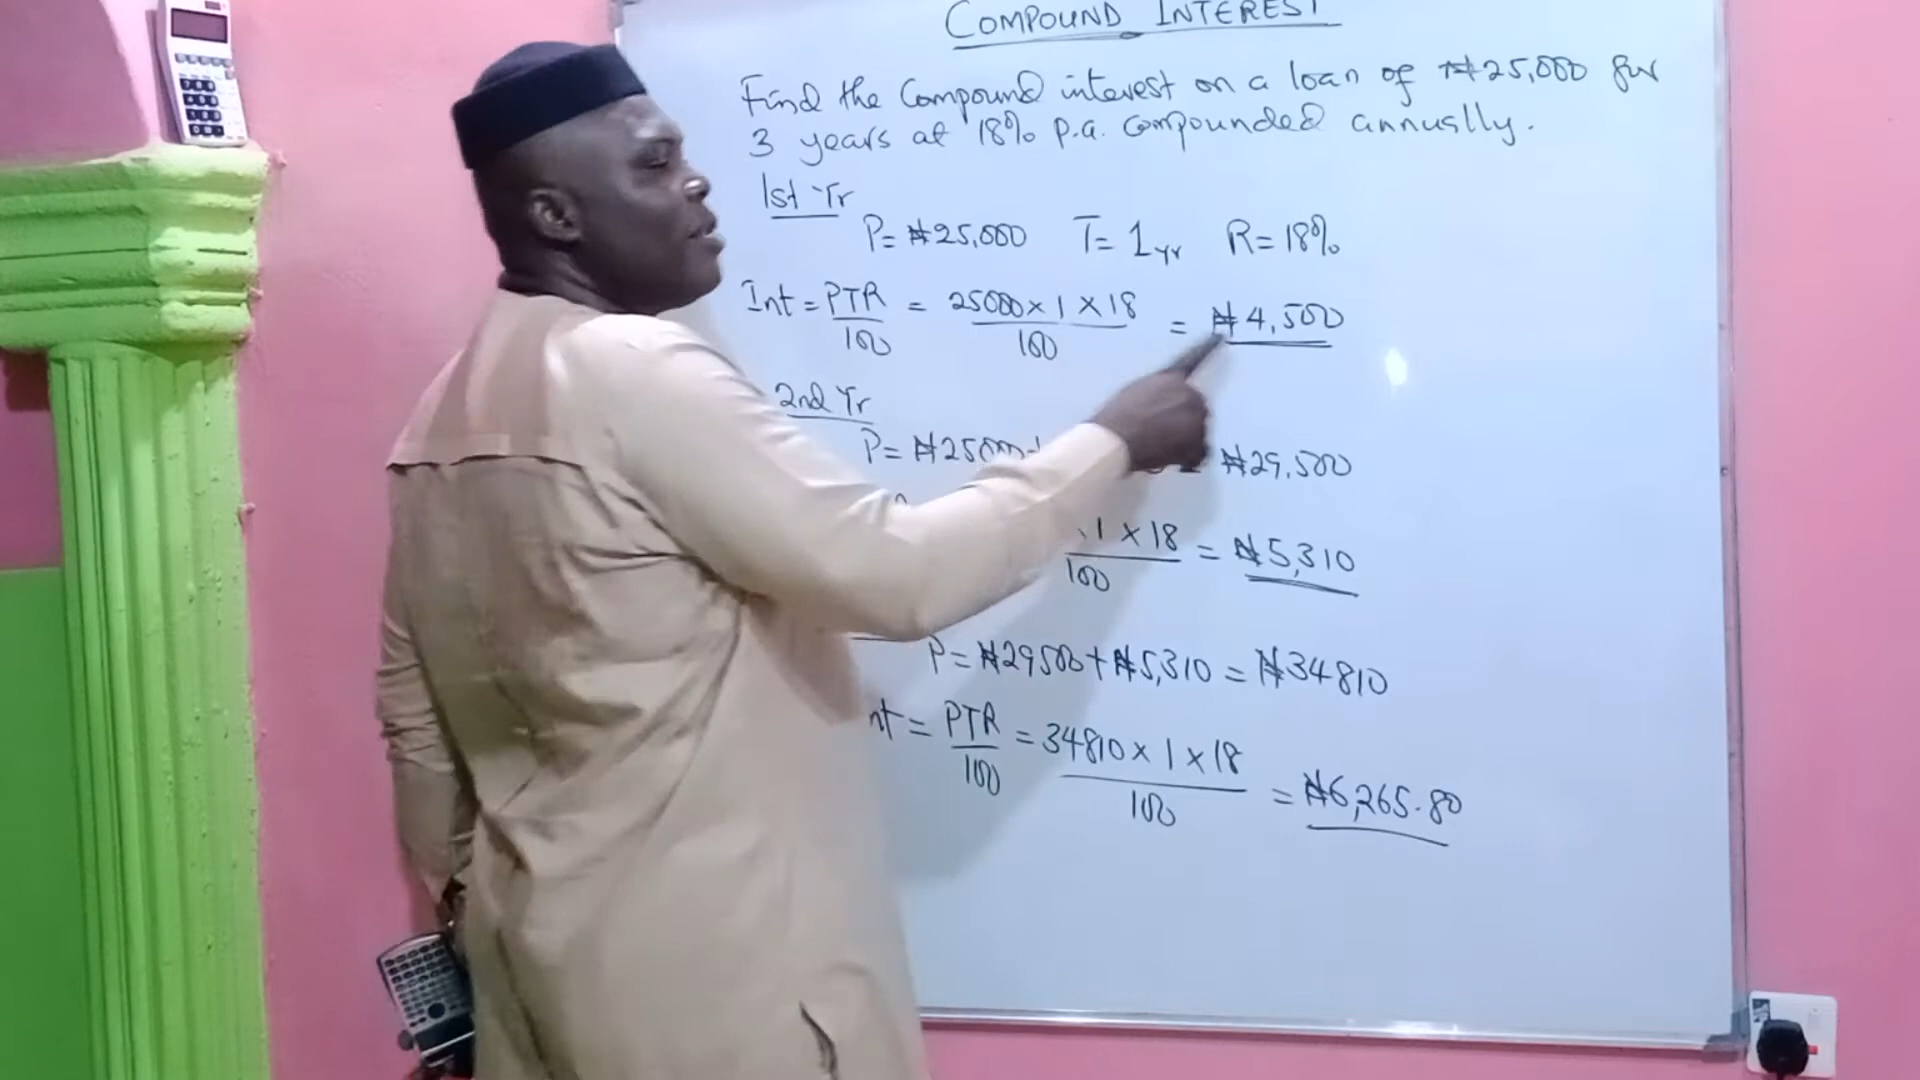 COMPOUND INTEREST
Find the Compound interest on a loan of ₦25,000 for
3 years at 18% p.a. compounded annually.
1st Yr
P= ₦25,000 T= 1yr R=18%
Int = PTR/100 = 25000 x 1 x 18/100 = ₦4,500
2nd Yr
P= ₦25000+ = ₦29,500
1 x 18/100 = ₦5,310
P= ₦29500+₦5,310 = ₦34810
nt = PTR/100 = 34810 x 1 x 18/100 = ₦6,265.80